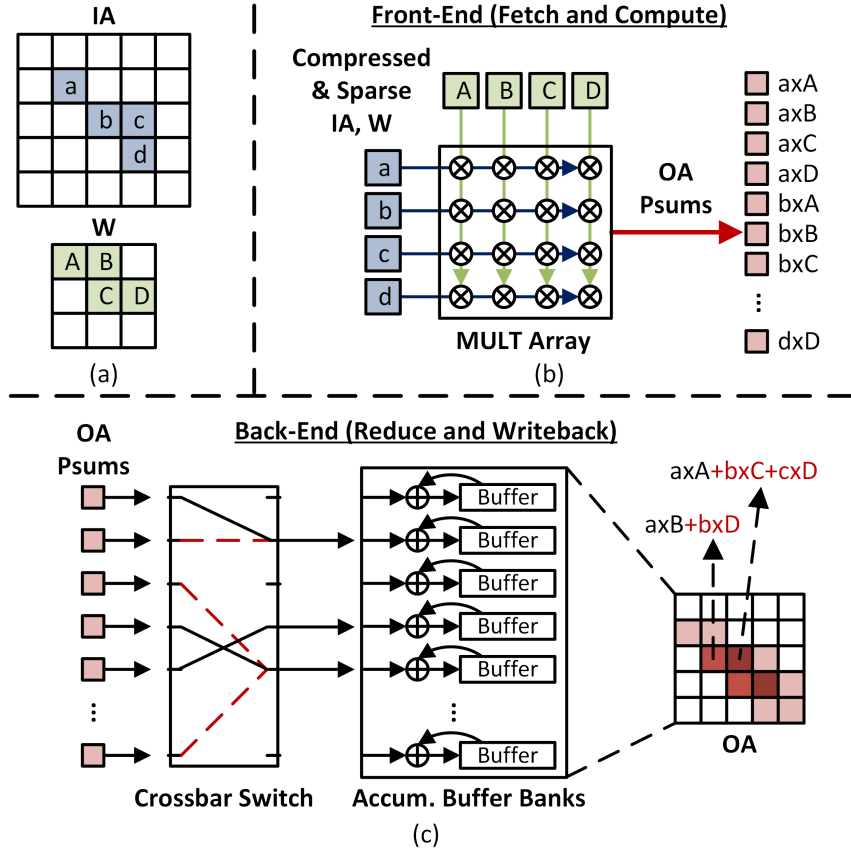 IA
a
b c
d
W
A B
C D
(a)
Front-End (Fetch and Compute)
Compressed
& Sparse
IA, W
A B C D
a
b
c
d
MULT Array
OA
Psums
axA
axB
axC
axD
bxA
bxB
bxC
...
dxD
(b)
Back-End (Reduce and Writeback)
OA
Psums
...
Crossbar Switch
Buffer
Buffer
Buffer
Buffer
Buffer
...
Buffer
Accum. Buffer Banks
axA+bxC+cxD
axB+bxD
OA
(c)